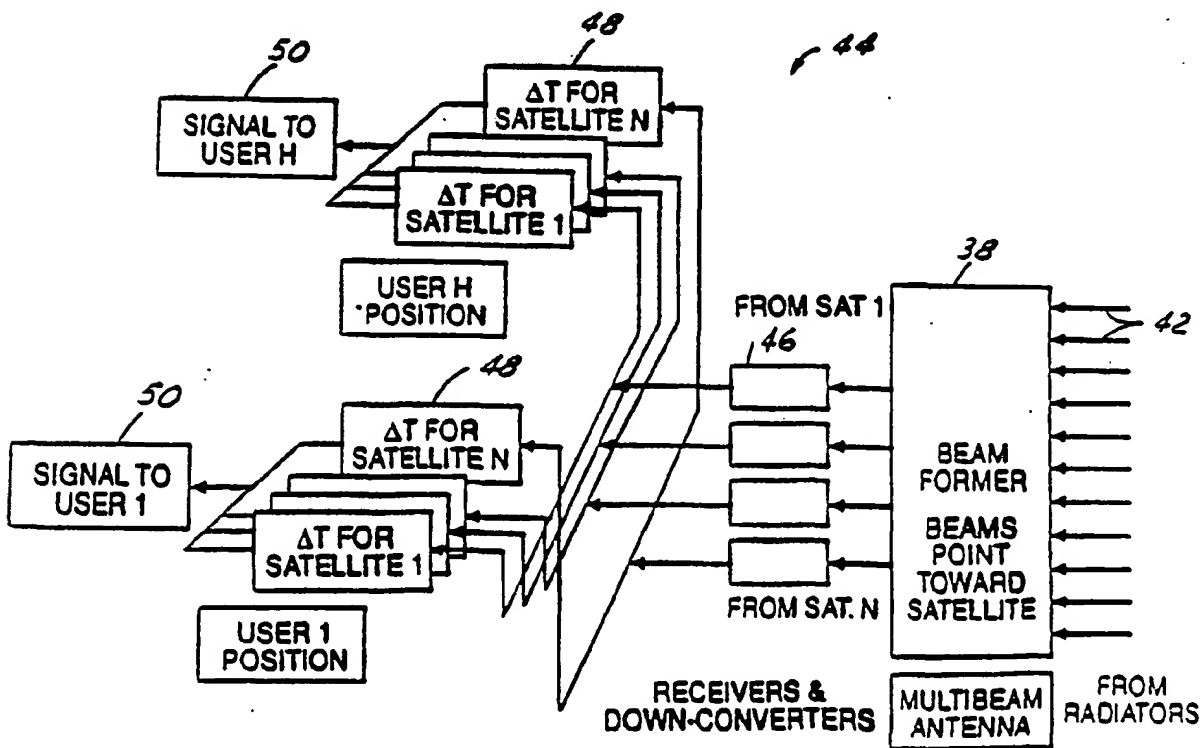 48
44
50
ΔT FOR
SATELLITE N
SIGNAL TO
USER H
ΔT FOR
SATELLITE 1
USER H
POSITION
38
FROM SAT 1
42
46
48
50
ΔT FOR
SATELLITE N
SIGNAL TO
USER 1
ΔT FOR
SATELLITE 1
BEAM
FORMER
BEAMS
POINT
TOWARD
SATELLITE
FROM SAT. N
USER 1
POSITION
RECEIVERS &
DOWN-CONVERTERS
MULTIBEAM
ANTENNA
FROM
RADIATORS